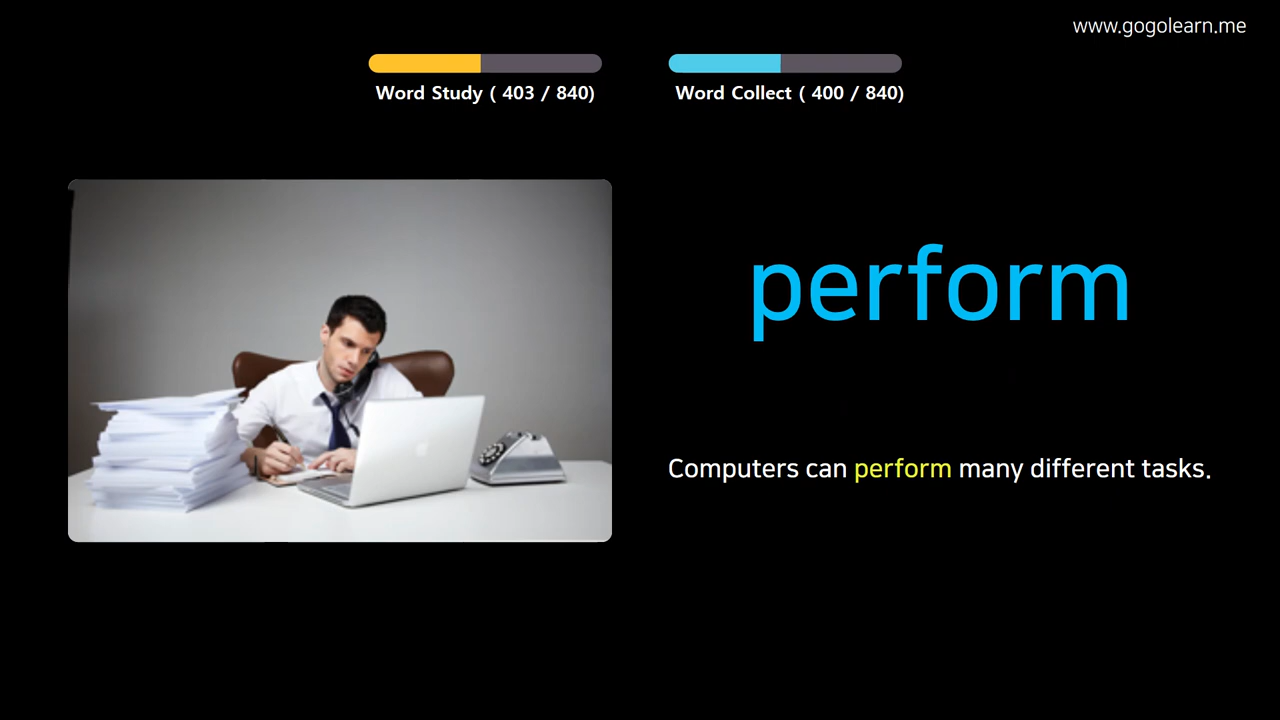 www.gogolearn.me
Word Study ( 403 / 840)
Word Collect ( 400 / 840)
perform
Computers can perform many different tasks.